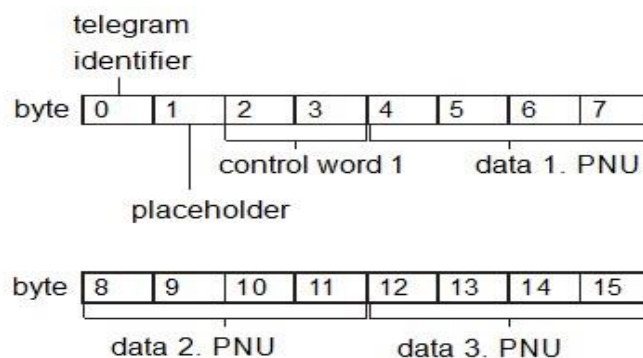 telegram
identifier
byte 0 1 2 3 4 5 6 7
control word 1 data 1. PNU
placeholder
byte 8 9 10 11 12 13 14 15
data 2. PNU data 3. PNU